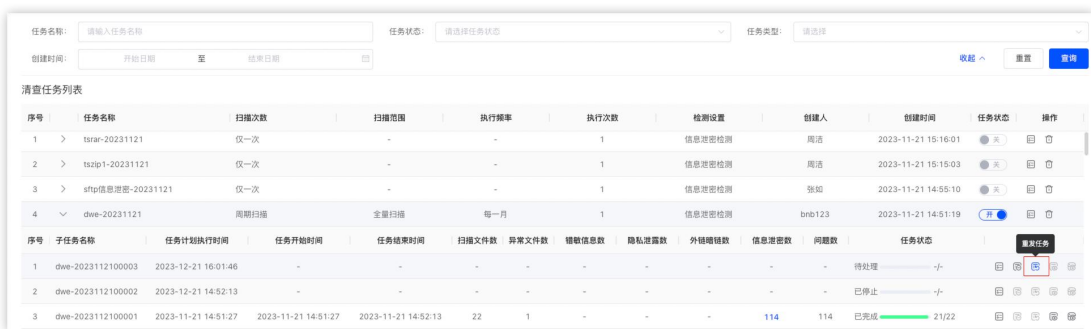 任务名称: 请输入任务名称 任务状态: 请选择任务状态 任务类型: 请选择
创建时间: 开始日期 至 结束日期 收起 重置 查询
清查任务列表
序号 任务名称 扫描次数 扫描范围 执行频率 执行次数 检测设置 创建人 创建时间 任务状态 操作
1 tsrar-20231121 仅一次 - - 1 信息泄密检测 周洁 2023-11-21 15:16:01 关
2 tszip1-20231121 仅一次 - - 1 信息泄密检测 周洁 2023-11-21 15:15:03 关
3 sftp信息泄密-20231121 仅一次 - - 1 信息泄密检测 张如 2023-11-21 14:55:10 关
4 dwe-20231121 周期扫描 全量扫描 每一月 1 信息泄密检测 bnb123 2023-11-21 14:51:19 开
序号 子任务名称 任务计划执行时间 任务开始时间 任务结束时间 扫描文件数 异常文件数 错敏信息数 隐私泄露数 外链暗链数 信息泄密数 问题数 任务状态 重发任务
1 dwe-2023112100003 2023-12-21 16:01:46 - - - - - - - - - 待处理 -/-
2 dwe-2023112100002 2023-12-21 14:52:13 - - - - - - - - - 已停止 -/-
3 dwe-2023112100001 2023-11-21 14:51:27 2023-11-21 14:51:27 2023-11-21 14:52:13 22 1 - - - 114 114 已完成 21/22